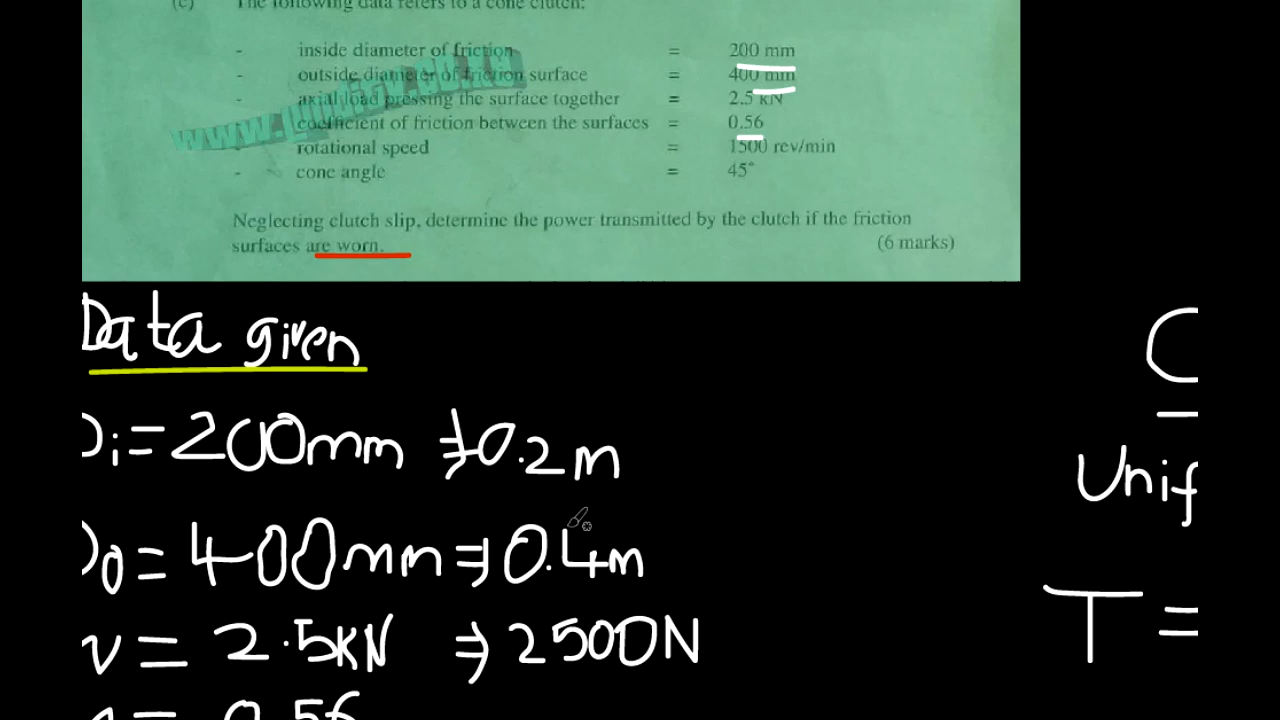 (c) The following data refers to a cone clutch:
- inside diameter of friction = 200 mm
- outside diameter of friction surface = 400 mm
- axial load pressing the surface together = 2.5 kN
- coefficient of friction between the surfaces = 0.56
- rotational speed = 1500 rev/min
- cone angle = 45°
Neglecting clutch slip, determine the power transmitted by the clutch if the friction
surfaces are worn. (6 marks)
Data given
Di = 200mm ⇒ 0.2m
Unif
D0 = 400mm ⇒ 0.4m
T =
= 2.5KN ⇒ 2500N
= 0.56